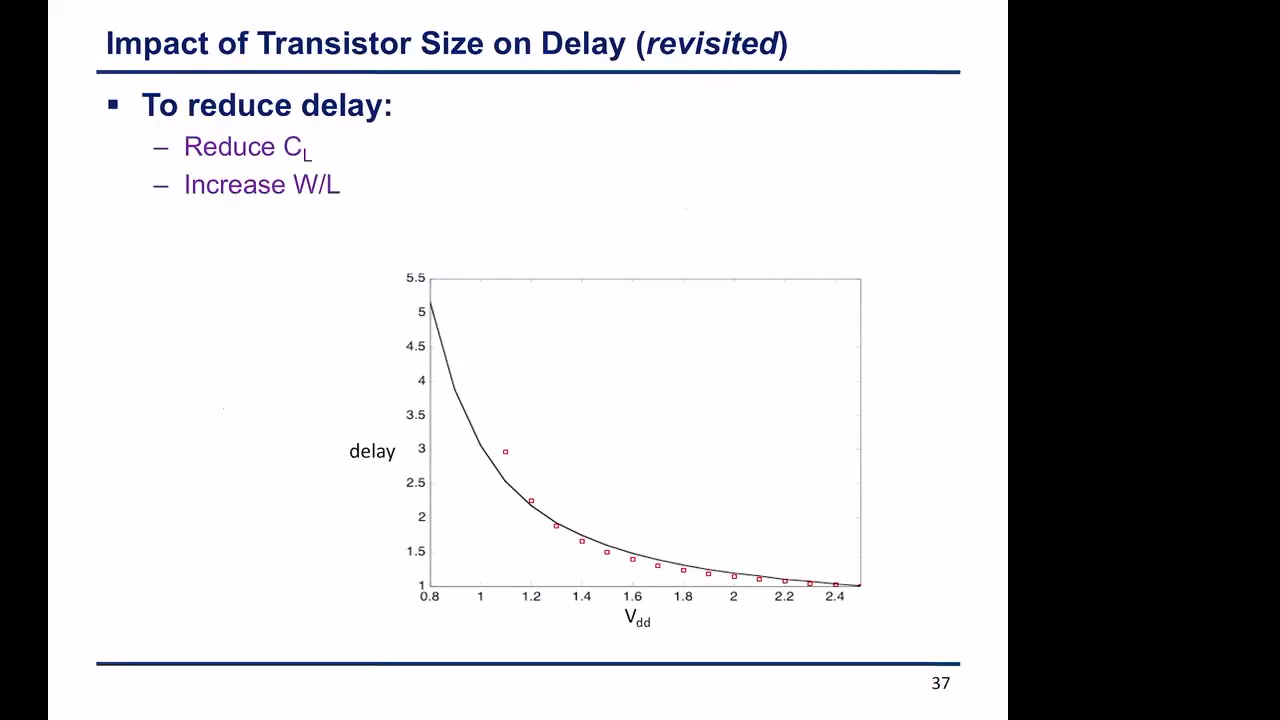 Impact of Transistor Size on Delay (revisited)
▪ To reduce delay:
– Reduce CL
– Increase W/L
5.5
5
4.5
4
3.5
delay
3
2.5
2
1.5
1
0.8 1 1.2 1.4 1.6 1.8 2 2.2 2.4
Vdd
37